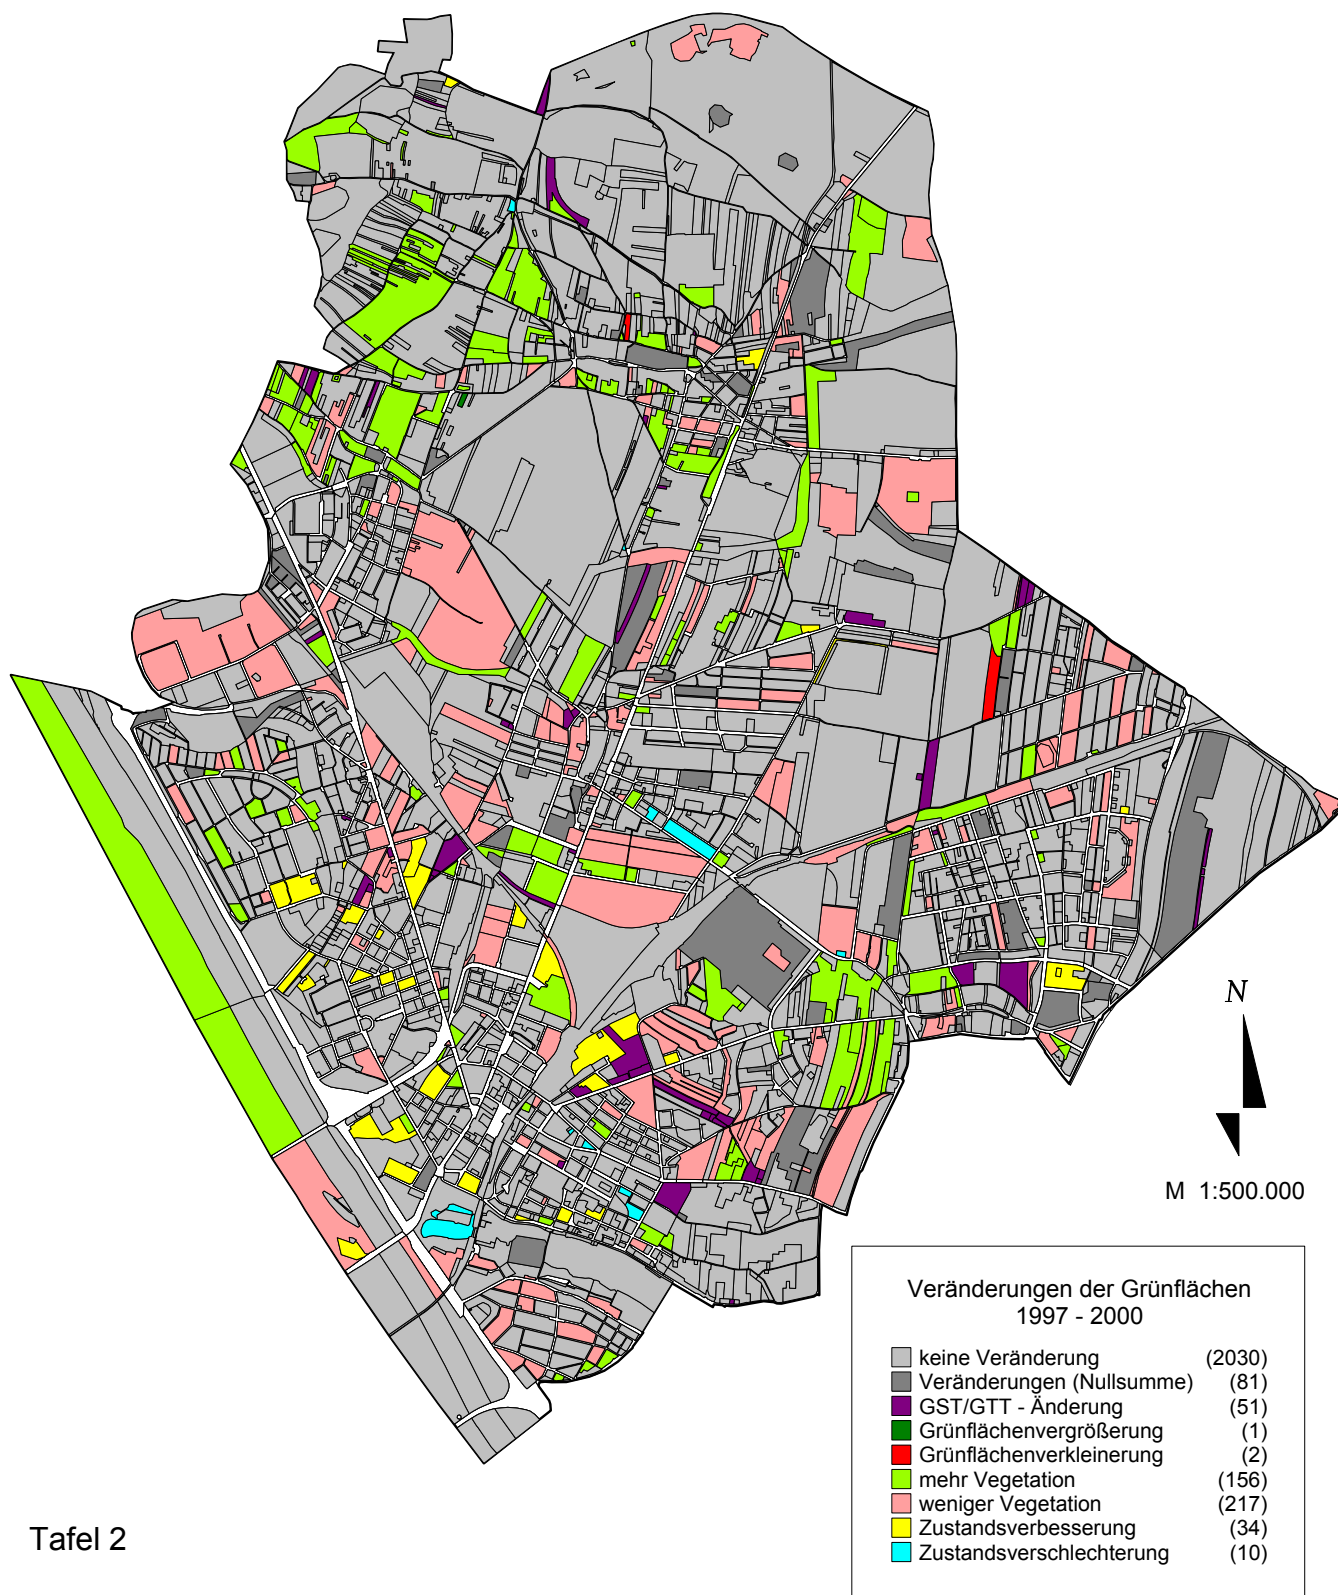 N
M 1:500.000
Veränderungen der Grünflächen
1997 - 2000
keine Veränderung (2030)
Veränderungen (Nullsumme) (81)
GST/GTT - Änderung (51)
Grünflächenvergrößerung (1)
Grünflächenverkleinerung (2)
mehr Vegetation (156)
weniger Vegetation (217)
Zustandsverbesserung (34)
Zustandsverschlechterung (10)
Tafel 2